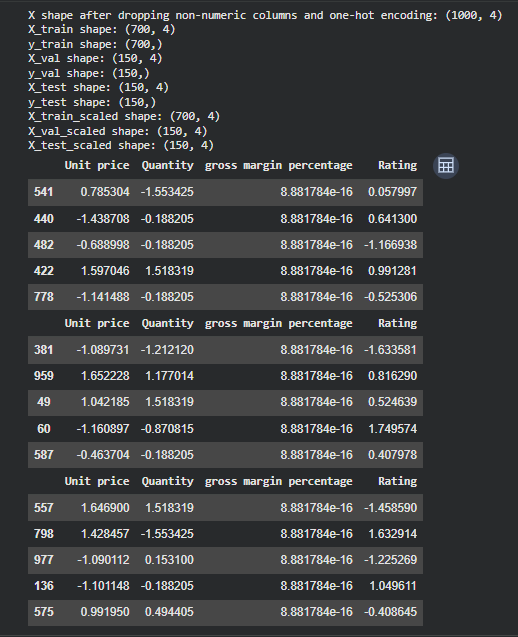 X shape after dropping non-numeric columns and one-hot encoding: (1000, 4)
X_train shape: (700, 4)
y_train shape: (700,)
X_val shape: (150, 4)
y_val shape: (150,)
X_test shape: (150, 4)
y_test shape: (150,)
X_train_scaled shape: (700, 4)
X_val_scaled shape: (150, 4)
X_test_scaled shape: (150, 4)
Unit price Quantity gross margin percentage Rating
541 0.785304 -1.553425 8.881784e-16 0.057997
440 -1.438708 -0.188205 8.881784e-16 0.641300
482 -0.688998 -0.188205 8.881784e-16 -1.166938
422 1.597046 1.518319 8.881784e-16 0.991281
778 -1.141488 -0.188205 8.881784e-16 -0.525306
Unit price Quantity gross margin percentage Rating
381 -1.089731 -1.212120 8.881784e-16 -1.633581
959 1.652228 1.177014 8.881784e-16 0.816290
49 1.042185 1.518319 8.881784e-16 0.524639
60 -1.160897 -0.870815 8.881784e-16 1.749574
587 -0.463704 -0.188205 8.881784e-16 0.407978
Unit price Quantity gross margin percentage Rating
557 1.646900 1.518319 8.881784e-16 -1.458590
798 1.428457 -1.553425 8.881784e-16 1.632914
977 -1.090112 0.153100 8.881784e-16 -1.225269
136 -1.101148 -0.188205 8.881784e-16 1.049611
575 0.991950 0.494405 8.881784e-16 -0.408645